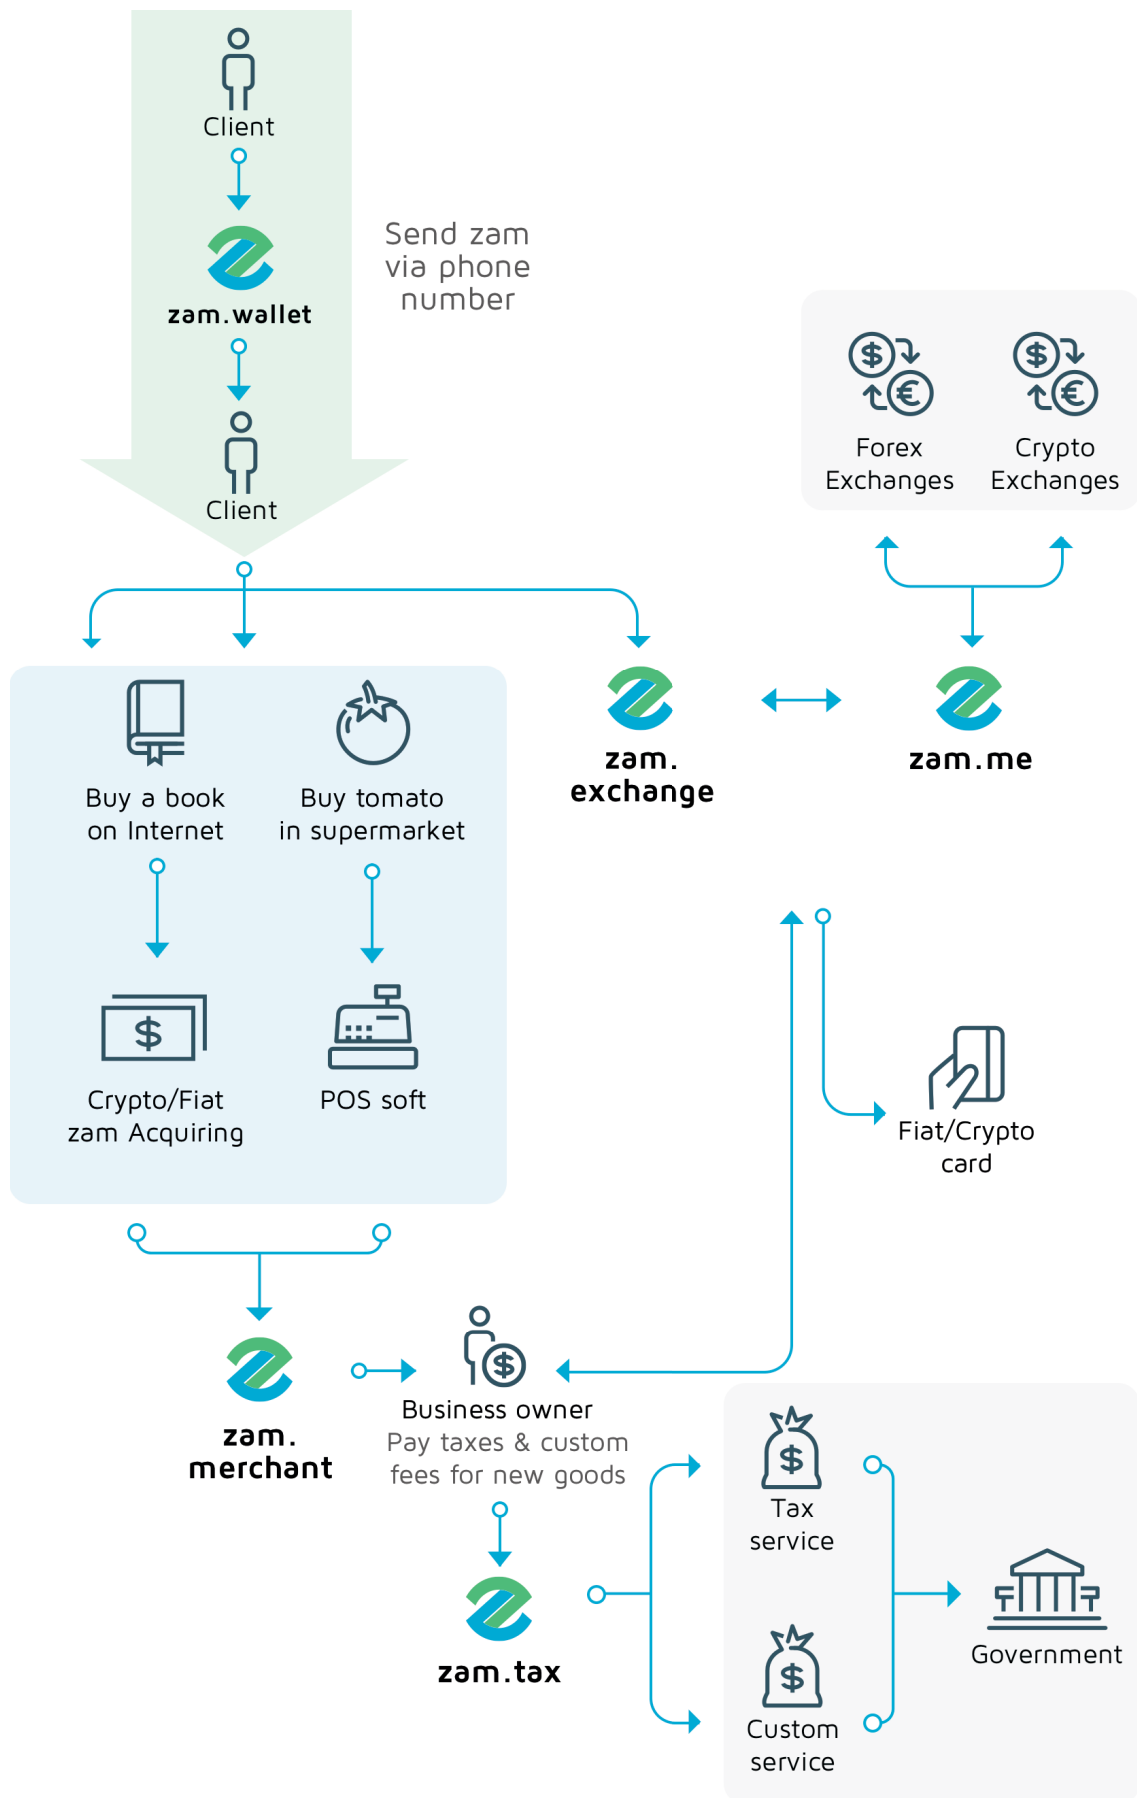 Client
zam.wallet
Send zam
via phone
number
Client
Forex
Exchanges
Crypto
Exchanges
Buy a book
on Internet
Buy tomato
in supermarket
zam.
exchange
zam.me
Crypto/Fiat
zam Acquiring
POS soft
Fiat/Crypto
card
zam.
merchant
Business owner
Pay taxes & custom
fees for new goods
zam.tax
Tax
service
Custom
service
Government